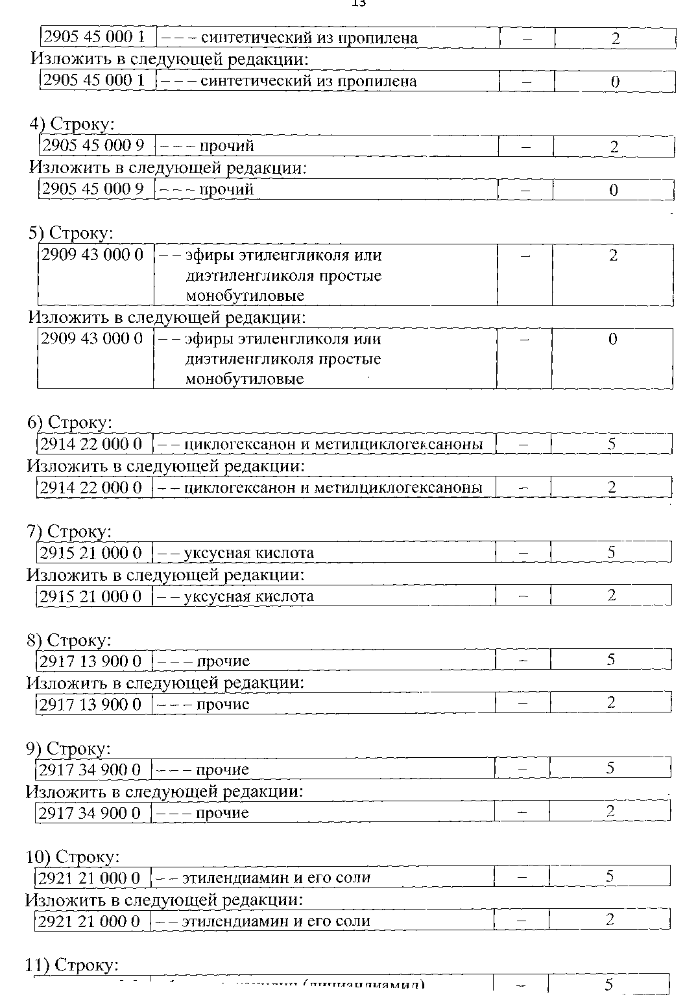 13
2905 45 000 1 – – – синтетический из пропилена – 2
Изложить в следующей редакции:
2905 45 000 1 – – – синтетический из пропилена – 0
4) Строку:
2905 45 000 9 – – – прочий – 2
Изложить в следующей редакции:
2905 45 000 9 – – – прочий – 0
5) Строку:
2909 43 000 0 – – эфиры этиленгликоля или – 2
диэтиленгликоля простые
монобутиловые
Изложить в следующей редакции:
2909 43 000 0 – – эфиры этиленгликоля или – 0
диэтиленгликоля простые
монобутиловые
6) Строку:
2914 22 000 0 – – циклогексанон и метилциклогексаноны – 5
Изложить в следующей редакции:
2914 22 000 0 – – циклогексанон и метилциклогексаноны – 2
7) Строку:
2915 21 000 0 – – уксусная кислота – 5
Изложить в следующей редакции:
2915 21 000 0 – – уксусная кислота – 2
8) Строку:
2917 13 900 0 – – – прочие – 5
Изложить в следующей редакции:
2917 13 900 0 – – – прочие – 2
9) Строку:
2917 34 900 0 – – – прочие – 5
Изложить в следующей редакции:
2917 34 900 0 – – – прочие – 2
10) Строку:
2921 21 000 0 – – этилендиамин и его соли – 5
Изложить в следующей редакции:
2921 21 000 0 – – этилендиамин и его соли – 2
11) Строку:
(дициандиамид) – 5